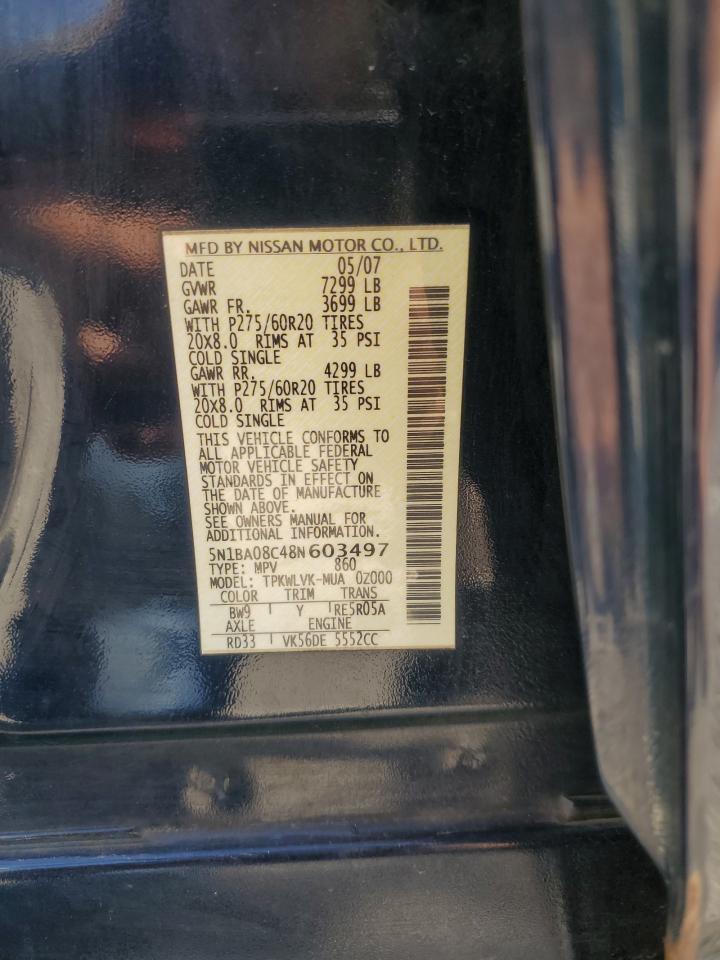 MFD BY NISSAN MOTOR CO., LTD.
DATE 05/07
GVWR 7299 LB
GAWR FR. 3699 LB
WITH P275/60R20 TIRES
20X8.0 RIMS AT 35 PSI
COLD SINGLE
GAWR RR. 4299 LB
WITH P275/60R20 TIRES
20X8.0 RIMS AT 35 PSI
COLD SINGLE
THIS VEHICLE CONFORMS TO
ALL APPLICABLE FEDERAL
MOTOR VEHICLE SAFETY
STANDARDS IN EFFECT ON
THE DATE OF MANUFACTURE
SHOWN ABOVE.
SEE OWNERS MANUAL FOR
ADDITIONAL INFORMATION.
5N1BA08C48N603497
TYPE: MPV 860
MODEL: TPKWLVK-MUA 0Z000
COLOR TRIM TRANS
BW9 Y RE5R05A
AXLE ENGINE
RD33 VK56DE 5552CC